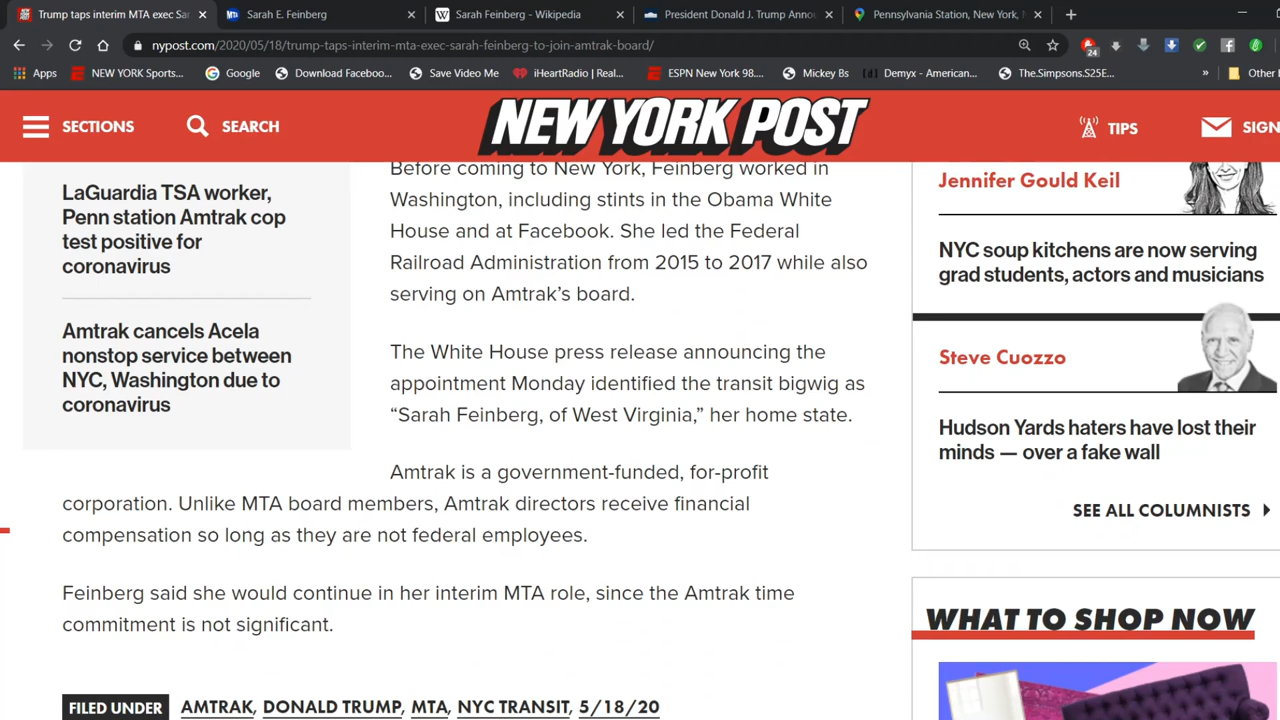 Trump taps interim MTA exec Sar
MTA Sarah E. Feinberg
W Sarah Feinberg - Wikipedia
President Donald J. Trump Annou
Pennsylvania Station, New York,
nypost.com/2020/05/18/trump-taps-interim-mta-exec-sarah-feinberg-to-join-amtrak-board/
24
Apps
NEW YORK Sports...
Google
Download Faceboo...
Save Video Me
iHeartRadio | Real...
ESPN New York 98....
Mickey Bs
Demyx - American...
The.Simpsons.S25E...
»
Other
SECTIONS
SEARCH
NEW YORK POST
TIPS
SIGN
LaGuardia TSA worker,
Penn station Amtrak cop
test positive for
coronavirus
Amtrak cancels Acela
nonstop service between
NYC, Washington due to
coronavirus
Before coming to New York, Feinberg worked in
Washington, including stints in the Obama White
House and at Facebook. She led the Federal
Railroad Administration from 2015 to 2017 while also
serving on Amtrak’s board.
The White House press release announcing the
appointment Monday identified the transit bigwig as
“Sarah Feinberg, of West Virginia,” her home state.
Amtrak is a government-funded, for-profit
corporation. Unlike MTA board members, Amtrak directors receive financial
compensation so long as they are not federal employees.
Feinberg said she would continue in her interim MTA role, since the Amtrak time
commitment is not significant.
FILED UNDER AMTRAK, DONALD TRUMP, MTA, NYC TRANSIT, 5/18/20
Jennifer Gould Keil
NYC soup kitchens are now serving
grad students, actors and musicians
Steve Cuozzo
Hudson Yards haters have lost their
minds — over a fake wall
SEE ALL COLUMNISTS
WHAT TO SHOP NOW